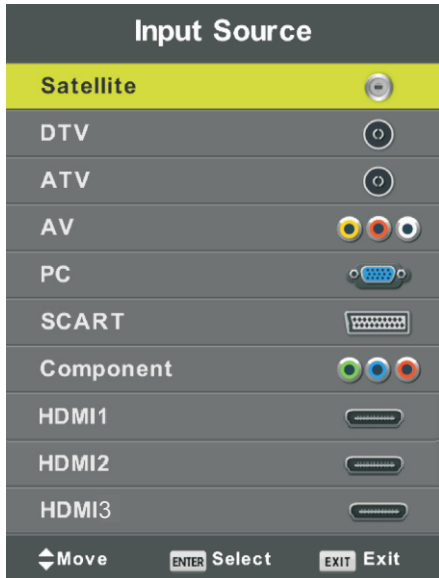 Input Source
Satellite
DTV
ATV
AV
PC
SCART
Component
HDMI1
HDMI2
HDMI3
Move ENTER Select EXIT Exit